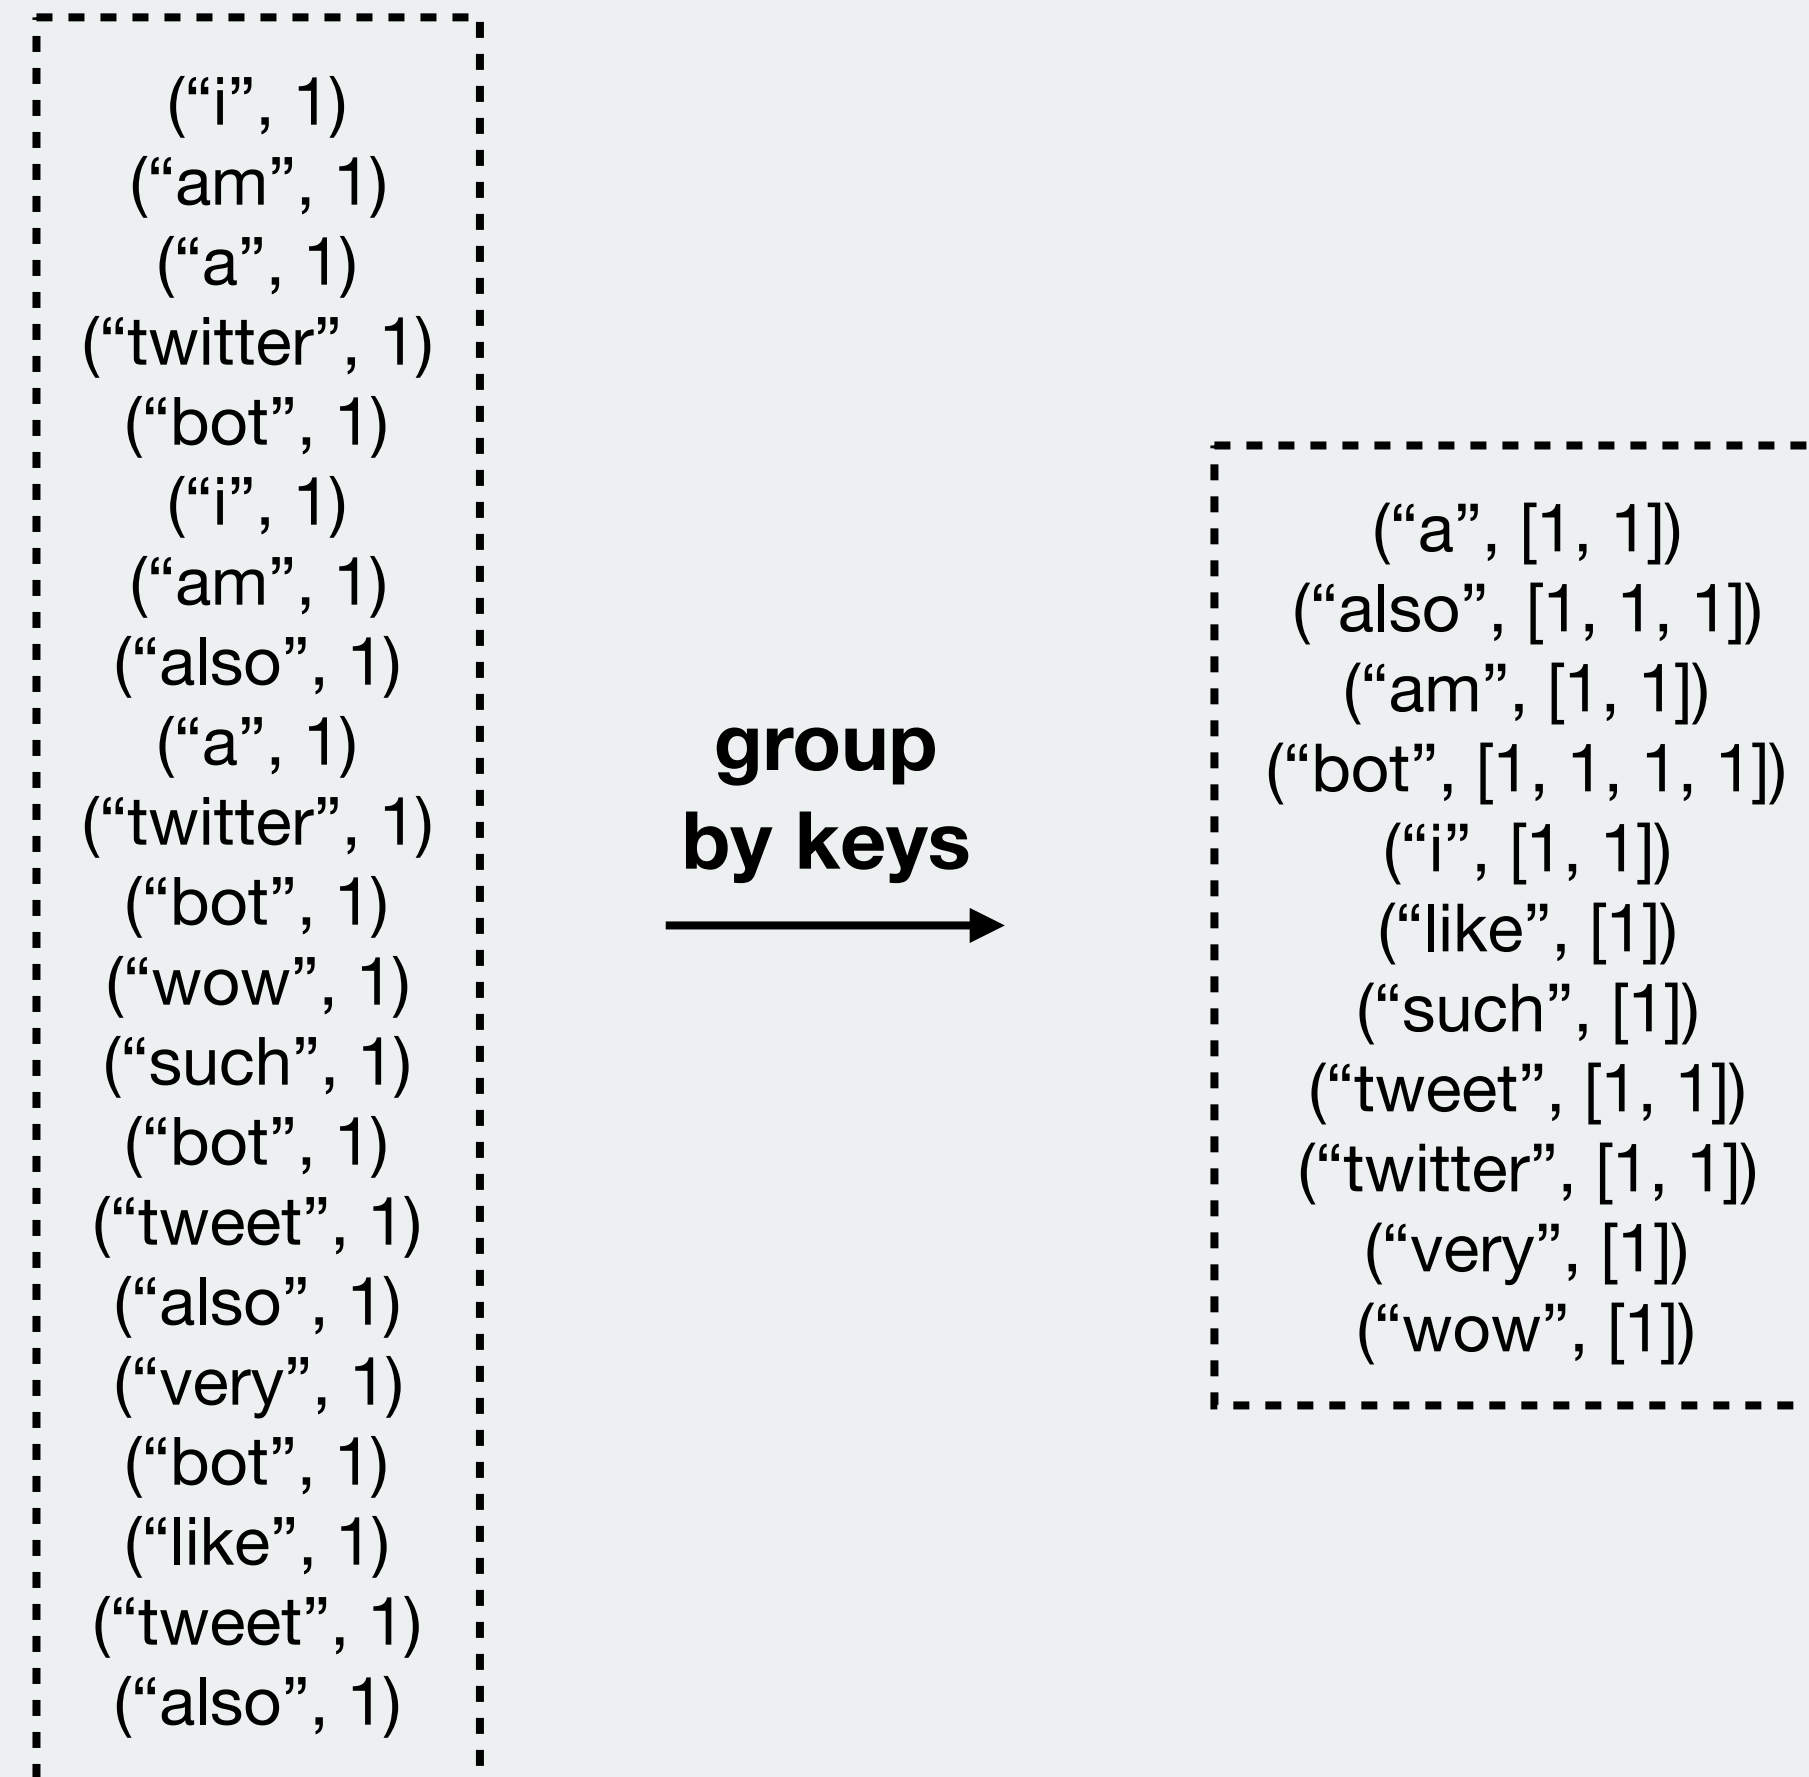 (“i”, 1)
(“am”, 1)
(“a”, 1)
(“twitter”, 1)
(“bot”, 1)
(“i”, 1)
(“am”, 1)
(“also”, 1)
(“a”, 1)
(“twitter”, 1)
(“bot”, 1)
(“wow”, 1)
(“such”, 1)
(“bot”, 1)
(“tweet”, 1)
(“also”, 1)
(“very”, 1)
(“bot”, 1)
(“like”, 1)
(“tweet”, 1)
(“also”, 1)
group
by keys
(“a”, [1, 1])
(“also”, [1, 1, 1])
(“am”, [1, 1])
(“bot”, [1, 1, 1, 1])
(“i”, [1, 1])
(“like”, [1])
(“such”, [1])
(“tweet”, [1, 1])
(“twitter”, [1, 1])
(“very”, [1])
(“wow”, [1])